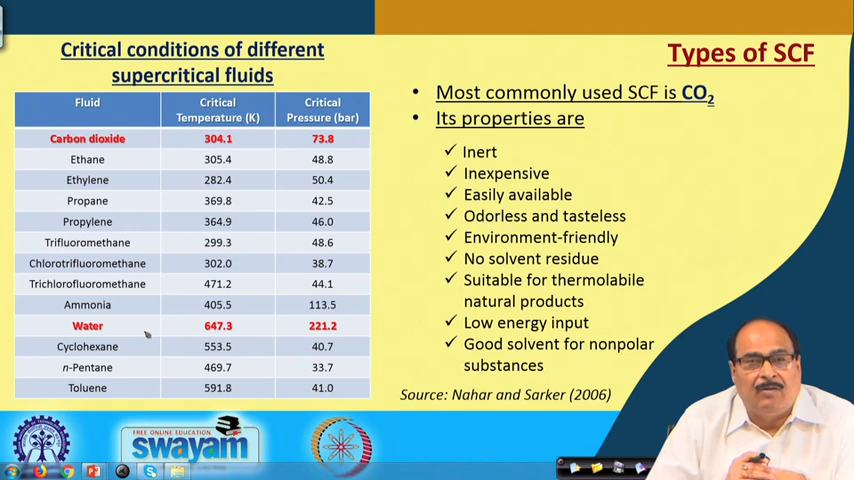 Critical conditions of different
supercritical fluids
Fluid Critical Temperature (K) Critical Pressure (bar)
Carbon dioxide 304.1 73.8
Ethane 305.4 48.8
Ethylene 282.4 50.4
Propane 369.8 42.5
Propylene 364.9 46.0
Trifluoromethane 299.3 48.6
Chlorotrifluoromethane 302.0 38.7
Trichlorofluoromethane 471.2 44.1
Ammonia 405.5 113.5
Water 647.3 221.2
Cyclohexane 553.5 40.7
n-Pentane 469.7 33.7
Toluene 591.8 41.0
Types of SCF
• Most commonly used SCF is CO₂
• Its properties are
✓ Inert
✓ Inexpensive
✓ Easily available
✓ Odorless and tasteless
✓ Environment-friendly
✓ No solvent residue
✓ Suitable for thermolabile
natural products
✓ Low energy input
✓ Good solvent for nonpolar
substances
Source: Nahar and Sarker (2006)
FREE ONLINE EDUCATION
swayam